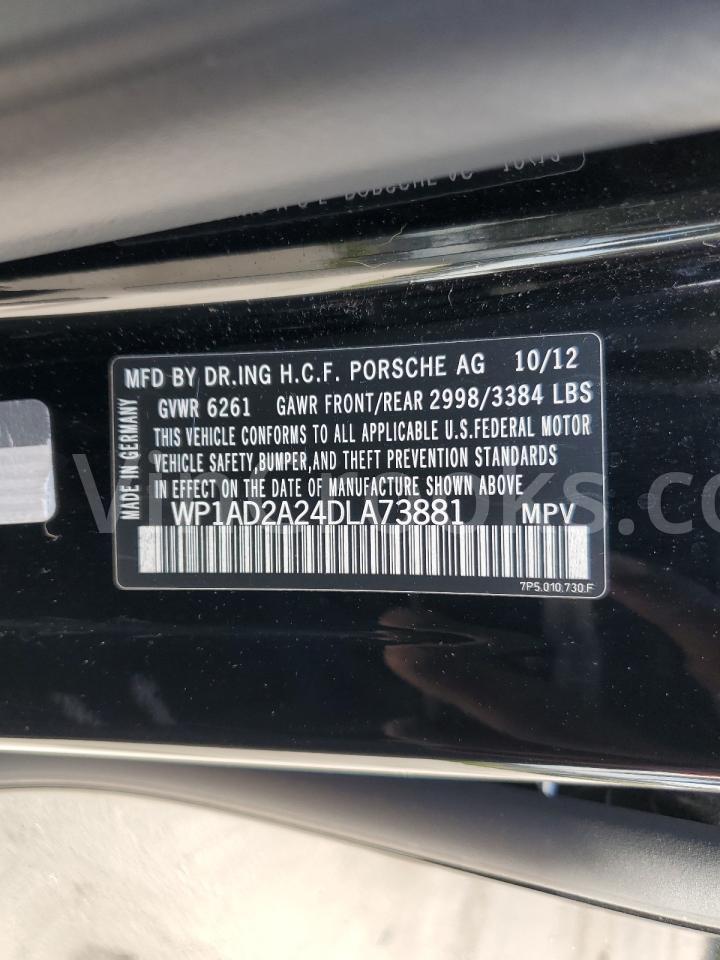 MFD BY DR.ING H.C.F. PORSCHE AG 10/12
GVWR 6261 GAWR FRONT/REAR 2998/3384 LBS
THIS VEHICLE CONFORMS TO ALL APPLICABLE U.S.FEDERAL MOTOR
VEHICLE SAFETY,BUMPER,AND THEFT PREVENTION STANDARDS
IN EFFECT ON THE DATE OF MANUFACTURE SHOWN ABOVE
WP1AD2A24DLA73881 MPV
7P5.010.730.F
MADE IN GERMANY